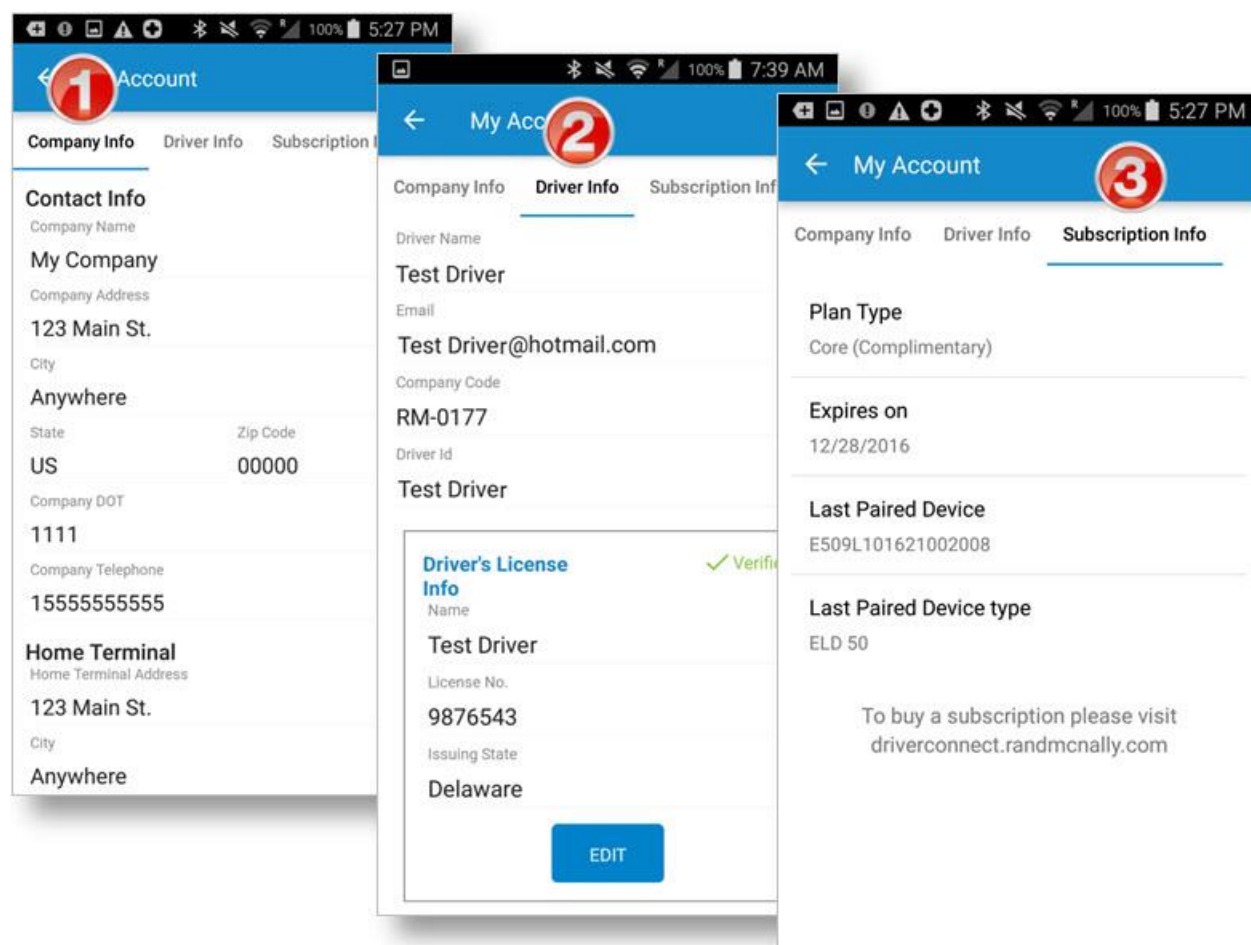 100% 5:27 PM
1
Account
Company Info Driver Info Subscription I
Contact Info
Company Name
My Company
Company Address
123 Main St.
City
Anywhere
State Zip Code
US 00000
Company DOT
1111
Company Telephone
15555555555
Home Terminal
Home Terminal Address
123 Main St.
City
Anywhere
R 100% 7:39 AM
My Acco
2
Company Info Driver Info Subscription Inf
Driver Name
Test Driver
Email
Test Driver@hotmail.com
Company Code
RM-0177
Driver Id
Test Driver
Driver's License
Info
Verifie
Name
Test Driver
License No.
9876543
Issuing State
Delaware
EDIT
R 100% 5:27 PM
My Account
3
Company Info Driver Info Subscription Info
Plan Type
Core (Complimentary)
Expires on
12/28/2016
Last Paired Device
E509L101621002008
Last Paired Device type
ELD 50
To buy a subscription please visit
driverconnect.randmcnally.com